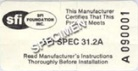 sfi
SFI
FOUNDATION
INC.
This Manufacturer
Certifies That This
Product Meets
SPECIMEN
SFI SPEC 31.2A
Read Manufacturer's Instructions
Thoroughly Before Installation
A 090001